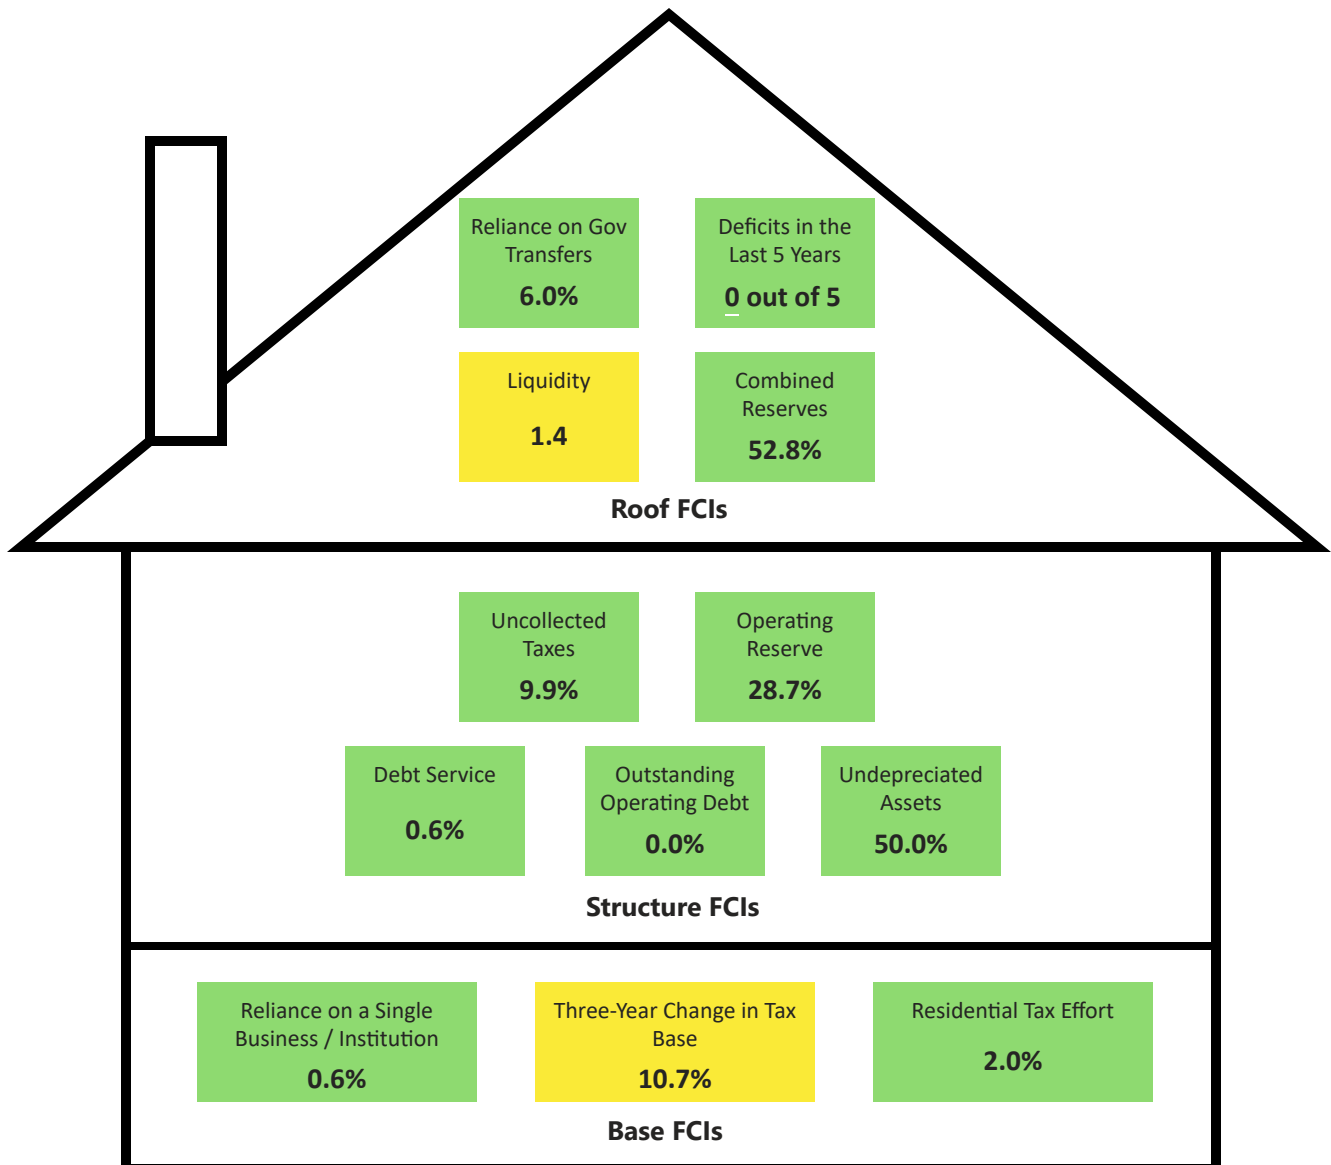 Reliance on Gov
Transfers
6.0%
Deficits in the
Last 5 Years
0 out of 5
Liquidity
1.4
Combined
Reserves
52.8%
Roof FCIs
Uncollected
Taxes
9.9%
Operating
Reserve
28.7%
Debt Service
0.6%
Outstanding
Operating Debt
0.0%
Undepreciated
Assets
50.0%
Structure FCIs
Reliance on a Single
Business / Institution
0.6%
Three-Year Change in Tax
Base
10.7%
Residential Tax Effort
2.0%
Base FCIs